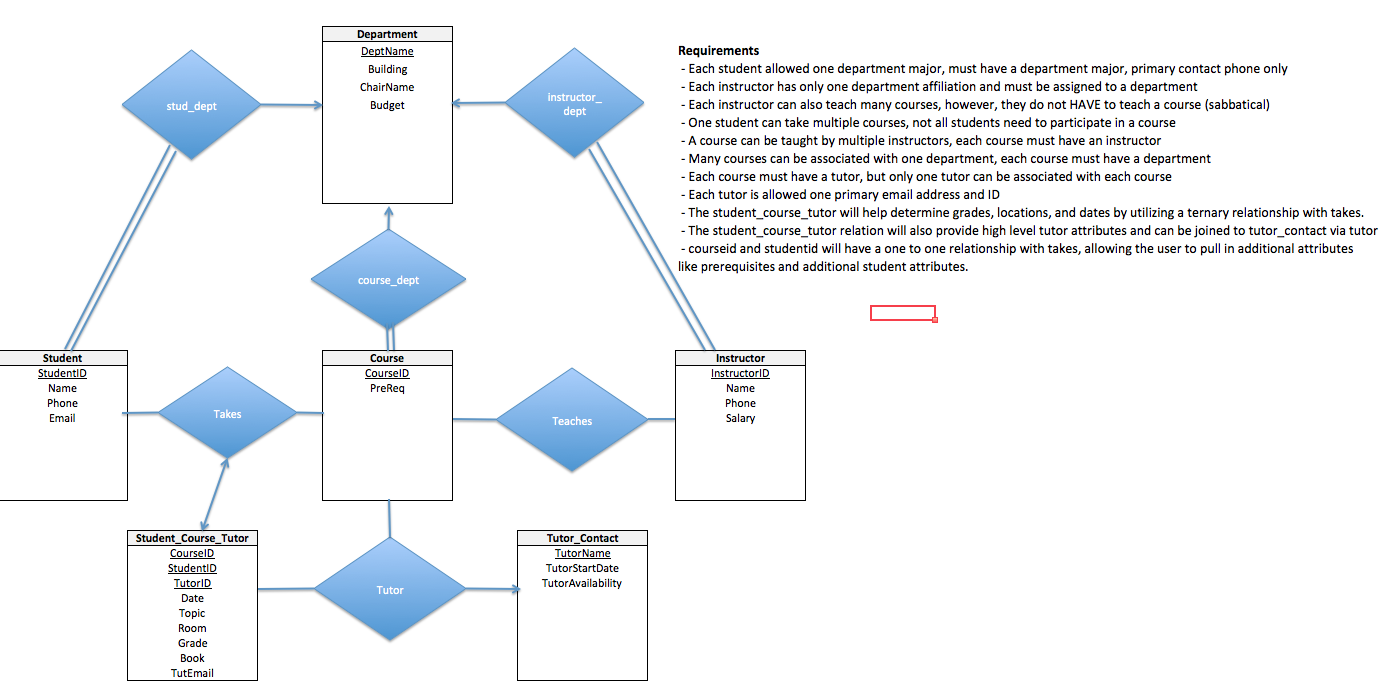 Department
DeptName
Building
ChairName
Budget
stud_dept
instructor_
dept
Requirements
- Each student allowed one department major, must have a department major, primary contact phone only
- Each instructor has only one department affiliation and must be assigned to a department
- Each instructor can also teach many courses, however, they do not HAVE to teach a course (sabbatical)
- One student can take multiple courses, not all students need to participate in a course
- A course can be taught by multiple instructors, each course must have an instructor
- Many courses can be associated with one department, each course must have a department
- Each course must have a tutor, but only one tutor can be associated with each course
- Each tutor is allowed one primary email address and ID
- The student_course_tutor will help determine grades, locations, and dates by utilizing a ternary relationship with takes.
- The student_course_tutor relation will also provide high level tutor attributes and can be joined to tutor_contact via tutor
- courseid and studentid will have a one to one relationship with takes, allowing the user to pull in additional attributes
like prerequisites and additional student attributes.
course_dept
Student
StudentID
Name
Phone
Email
Takes
Course
CourseID
PreReq
Teaches
Instructor
InstructorID
Name
Phone
Salary
Student_Course_Tutor
CourseID
StudentID
TutorID
Date
Topic
Room
Grade
Book
TutEmail
Tutor
Tutor_Contact
TutorName
TutorStartDate
TutorAvailability